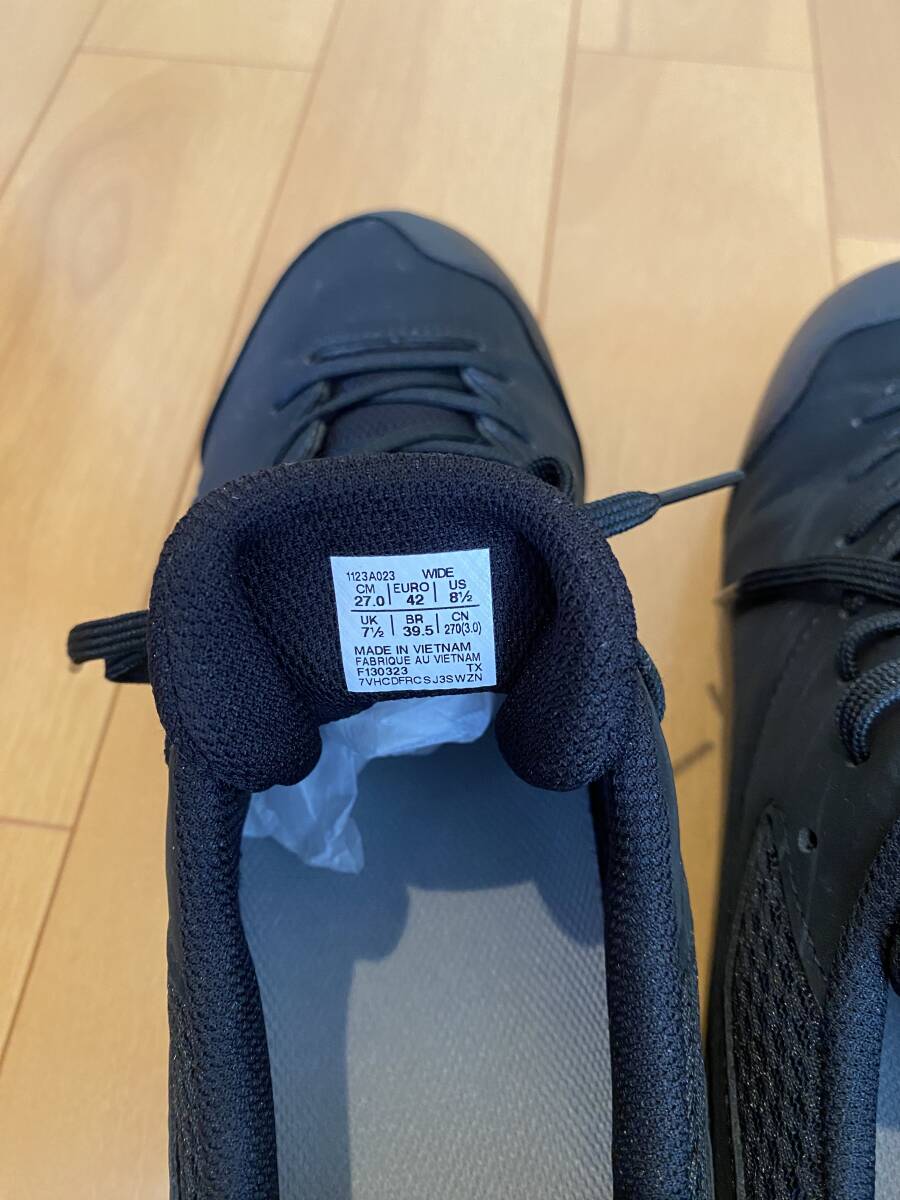 1123A023 WIDE
CM EURO US
27.0 42 8½
UK BR CN
7½ 39.5 270(3.0)
MADE IN VIETNAM
FABRIQUE AU VIETNAM
F130323 TX
7VHCDFRCSJ3SWZN